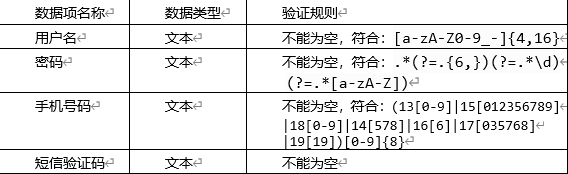 数据项名称 数据类型 验证规则
用户名 文本 不能为空，符合：[a-zA-Z0-9_-]{4,16}
密码 文本 不能为空，符合：.*(?=.{6,})(?=.*\d)
(?=.*[a-zA-Z])
手机号码 文本 不能为空，符合：(13[0-9]|15[012356789]
|18[0-9]|14[578]|16[6]|17[035768]
|19[19])[0-9]{8}
短信验证码 文本 不能为空